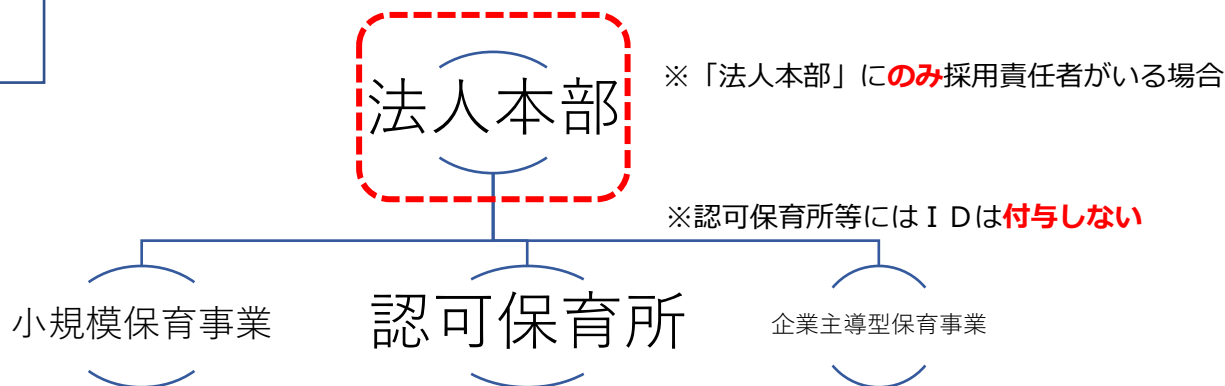 法人本部
※「法人本部」にのみ採用責任者がいる場合
※認可保育所等にはＩＤは付与しない
小規模保育事業
認可保育所
企業主導型保育事業